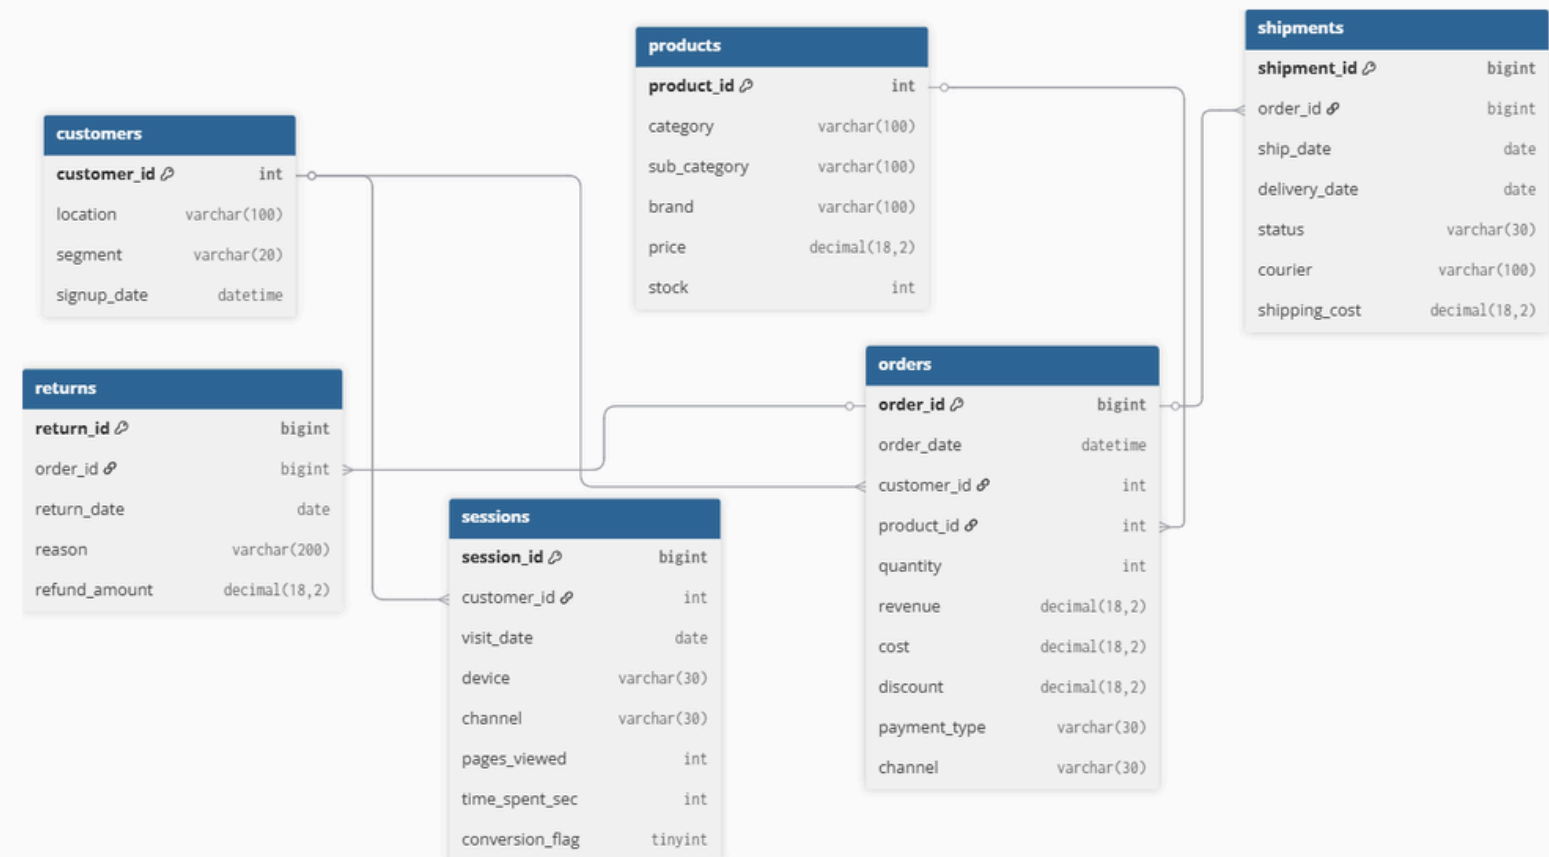 customers
customer_id int
location varchar(100)
segment varchar(20)
signup_date datetime
returns
return_id bigint
order_id bigint
return_date date
reason varchar(200)
refund_amount decimal(18,2)
sessions
session_id bigint
customer_id int
visit_date date
device varchar(30)
channel varchar(30)
pages_viewed int
time_spent_sec int
conversion_flag tinyint
products
product_id int
category varchar(100)
sub_category varchar(100)
brand varchar(100)
price decimal(18,2)
stock int
orders
order_id bigint
order_date datetime
customer_id int
product_id int
quantity int
revenue decimal(18,2)
cost decimal(18,2)
discount decimal(18,2)
payment_type varchar(30)
channel varchar(30)
shipments
shipment_id bigint
order_id bigint
ship_date date
delivery_date date
status varchar(30)
courier varchar(100)
shipping_cost decimal(18,2)